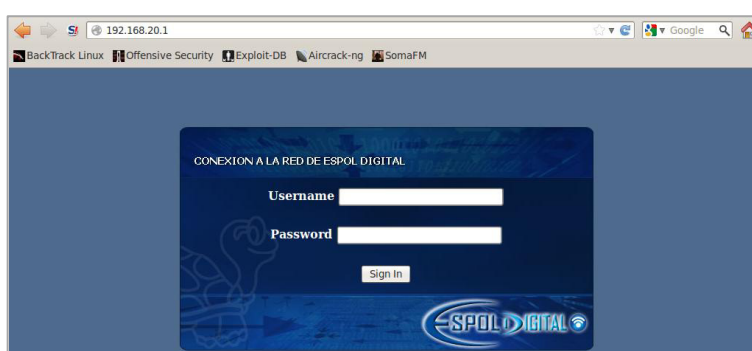 192.168.20.1 Google
BackTrack Linux Offensive Security Exploit-DB Aircrack-ng SomaFM
CONEXION A LA RED DE ESPOL DIGITAL
Username
Password
Sign In
ESPOL DIGITAL